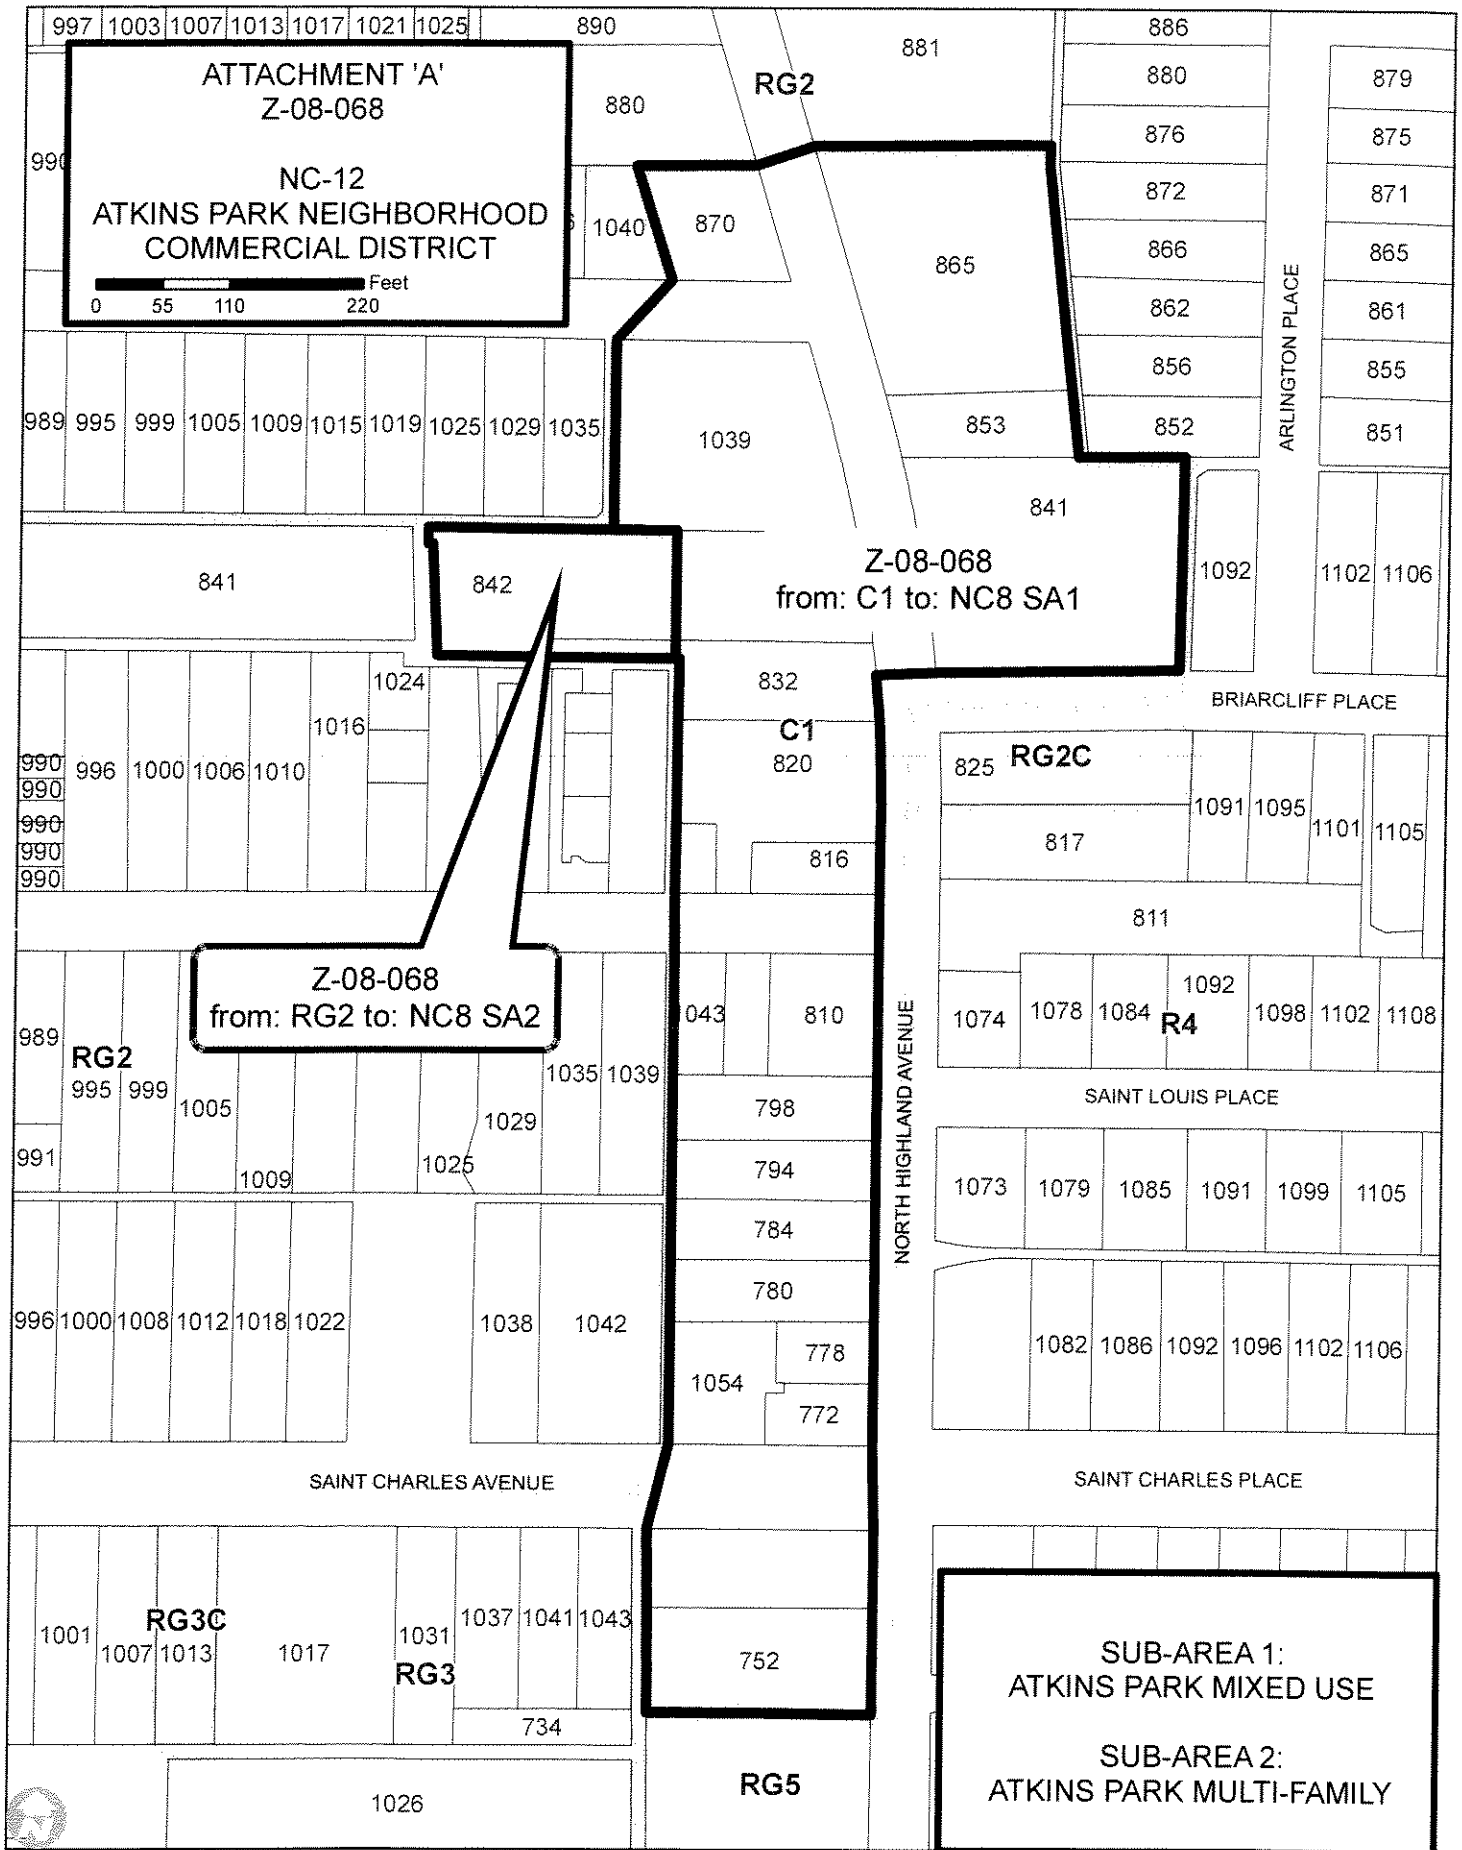 997 1003 1007 1013 1017 1021 1025 890 881 886
ATTACHMENT 'A'
Z-08-068
NC-12
ATKINS PARK NEIGHBORHOOD
COMMERCIAL DISTRICT
Feet
0 55 110 220
RG2
880 880 879
876 875
990
872 871
1040 870
866 865
865
862 861
856 855
ARLINGTON PLACE
989 995 999 1005 1009 1015 1019 1025 1029 1035 1039 853 852 851
841
Z-08-068
from: C1 to: NC8 SA1
841 842 1092 1102 1106
1024 832
BRIARCLIFF PLACE
1016 C1
990 996 1000 1006 1010 820 825 RG2C
990
990
990
990
1091 1095 1101 1105
817
816
811
Z-08-068
from: RG2 to: NC8 SA2
989 043 810 1074 1078 1084 1092 1098 1102 1108
R4
NORTH HIGHLAND AVENUE
RG2
995 999 1005 1035 1039
SAINT LOUIS PLACE
798
1029
991 1009 1025 794
1073 1079 1085 1091 1099 1105
784
780
996 1000 1008 1012 1018 1022 1038 1042
778 1082 1086 1092 1096 1102 1106
1054
772
SAINT CHARLES AVENUE
SAINT CHARLES PLACE
RG3C
1001 1007 1013 1017 1031 1037 1041 1043
RG3
752
734
SUB-AREA 1:
ATKINS PARK MIXED USE
SUB-AREA 2:
ATKINS PARK MULTI-FAMILY
RG5
1026
N